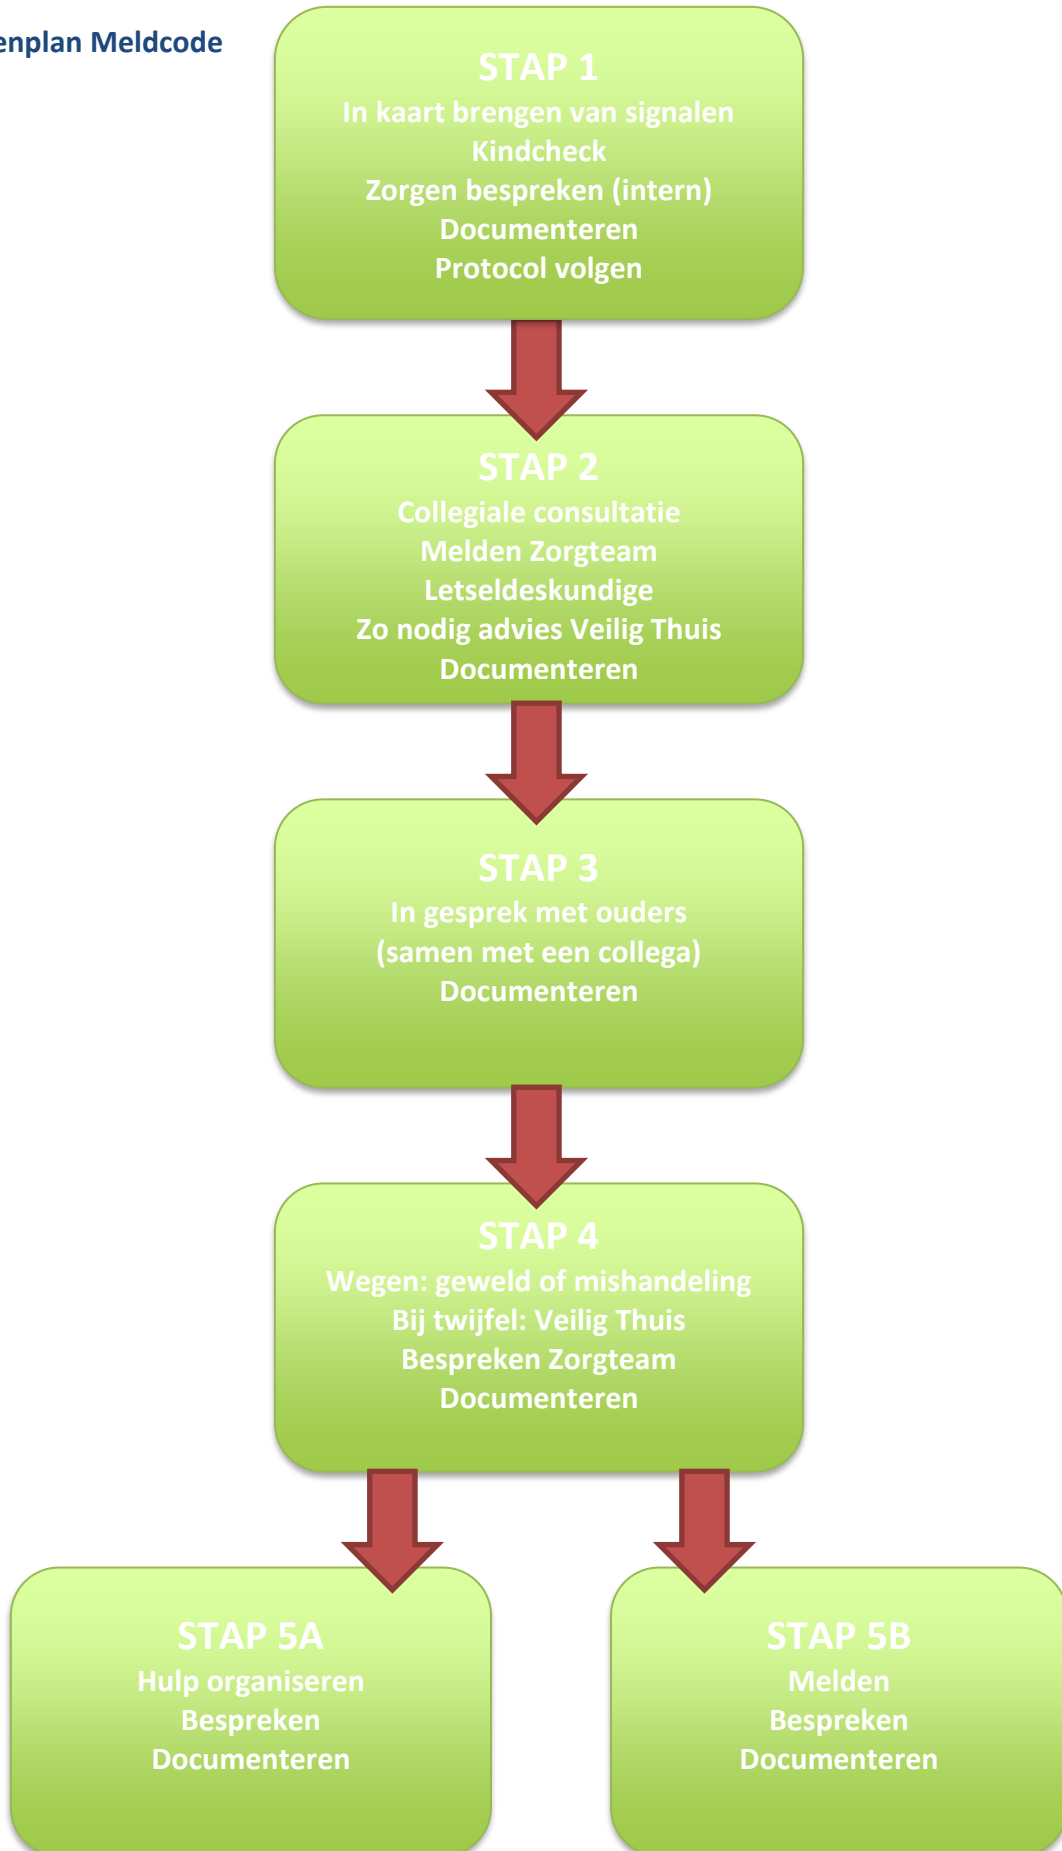 enplan Meldcode
STAP 1
In kaart brengen van signalen
Kindcheck
Zorgen bespreken (intern)
Documenteren
Protocol volgen
STAP 2
Collegiale consultatie
Melden Zorgteam
Letseldeskundige
Zo nodig advies Veilig Thuis
Documenteren
STAP 3
In gesprek met ouders
(samen met een collega)
Documenteren
STAP 4
Wegen: geweld of mishandeling
Bij twijfel: Veilig Thuis
Bespreken Zorgteam
Documenteren
STAP 5A
Hulp organiseren
Bespreken
Documenteren
STAP 5B
Melden
Bespreken
Documenteren